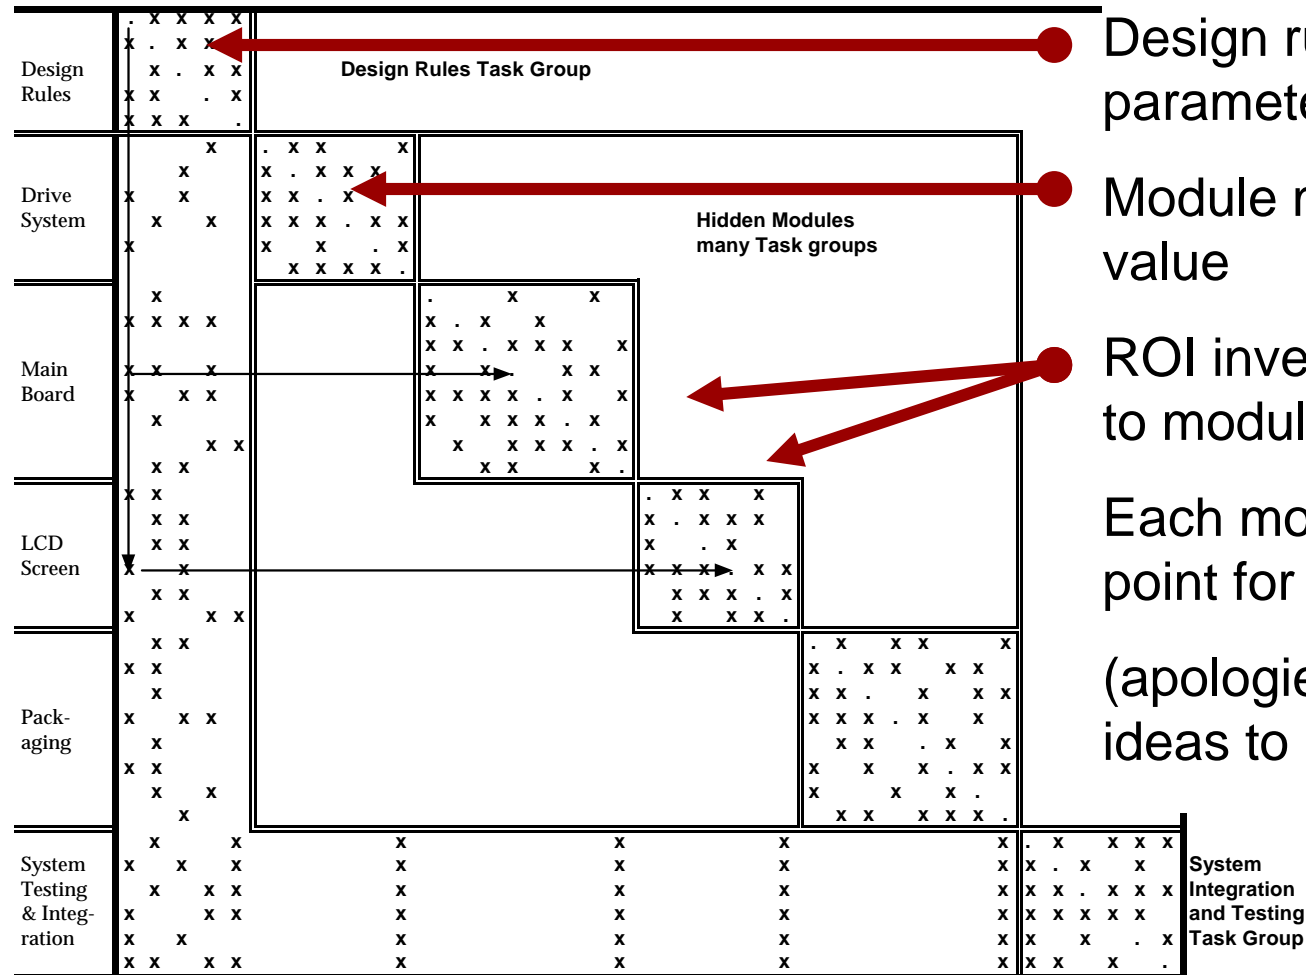 . x x x x
x . x x
Design x . x x Design Rules Task Group
Rules x x . x
x x x .
x . x x x
x x . x x x
Drive x x x x . x
System x x x x x . x x Hidden Modules
x x x . x many Task groups
x x x x .
x . x x
x x x x x . x x
x x . x x x x
Main x x x x x . x x
Board x x x x x x x . x x
x x x x x . x
x x x x x x . x
x x x x x .
x x . x x x
x x x . x x x
LCD x x x . x
Screen x x x x x . x x
x x x x x . x
x x x x x x .
x x . x x x x
x x x . x x x x
x x x . x x x
Pack- x x x x x x . x x
aging x x x . x x
x x x x x . x x
x x x x x .
x x x x x x .
x x x x x x . x x x x
System x x x x x x x x . x x System
Testing x x x x x x x x x . x x x Integration
& Integ- x x x x x x x x x x x x and Testing
ration x x x x x x x x . x Task Group
x x x x x x x x x x x .
Design ru
paramete
Module r
value
ROI inve
to modul
Each mo
point for
(apologie
ideas to